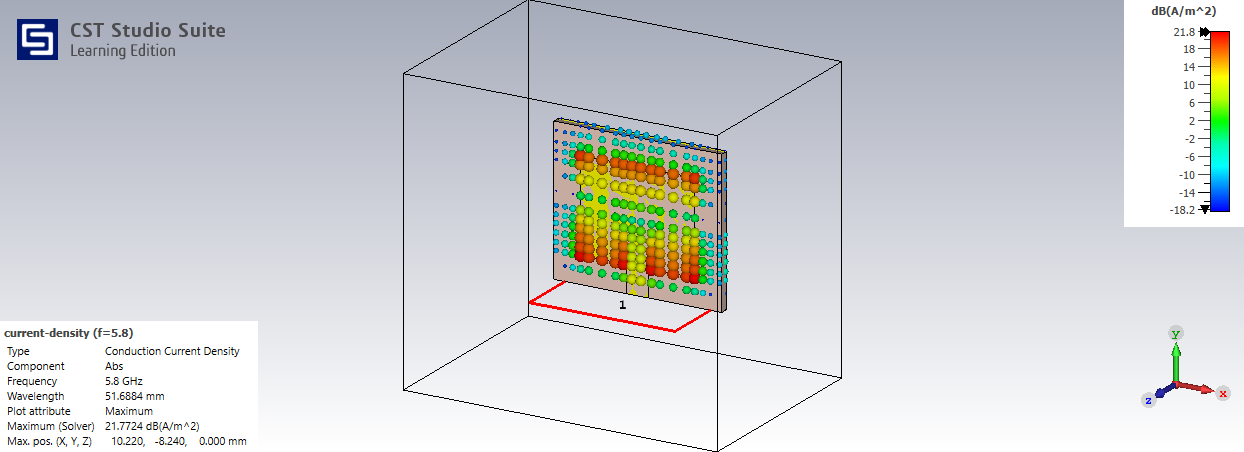 CST Studio Suite
Learning Edition
dB(A/m^2)
21.8
18
14
10
6
2
-2
-6
-10
-14
-18.2
1
current-density (f=5.8)
Type Conduction Current Density
Component Abs
Frequency 5.8 GHz
Wavelength 51.6884 mm
Plot attribute Maximum
Maximum (Solver) 21.7724 dB(A/m^2)
Max. pos. (X, Y, Z) 10.220, -8.240, 0.000 mm
y
x
z